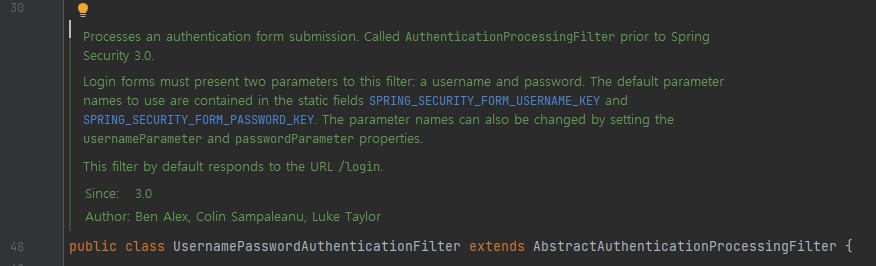 30
Processes an authentication form submission. Called AuthenticationProcessingFilter prior to Spring
Security 3.0.
Login forms must present two parameters to this filter: a username and password. The default parameter
names to use are contained in the static fields SPRING_SECURITY_FORM_USERNAME_KEY and
SPRING_SECURITY_FORM_PASSWORD_KEY. The parameter names can also be changed by setting the
usernameParameter and passwordParameter properties.
This filter by default responds to the URL /login.
Since: 3.0
Author: Ben Alex, Colin Sampaleanu, Luke Taylor
48 public class UsernamePasswordAuthenticationFilter extends AbstractAuthenticationProcessingFilter {